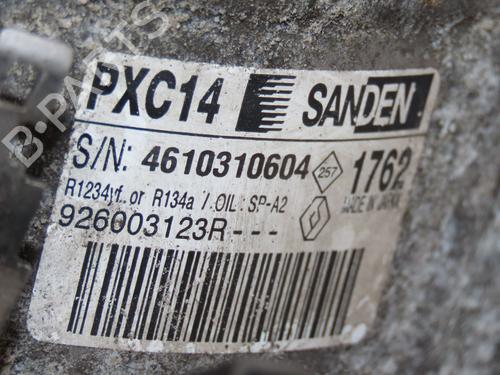 B-PARTS
PXC14 SANDEN
S/N: 4610310604 257 1762
R1234yf or R134a / OIL: SP-A2 MADE IN JAPAN
926003123R---